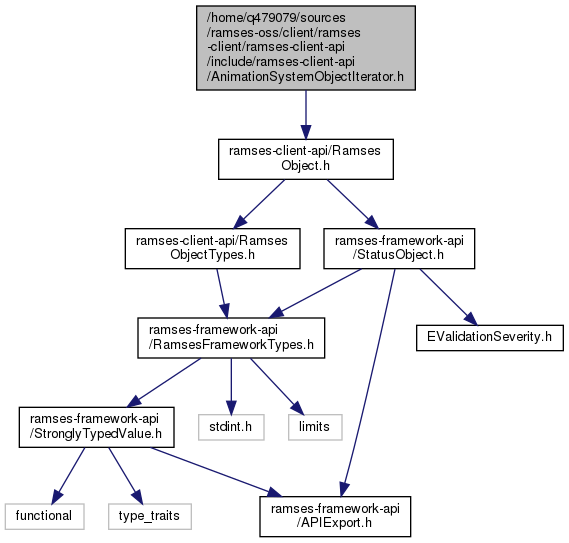 /home/q479079/sources
/ramses-oss/client/ramses
-client/ramses-client-api
/include/ramses-client-api
/AnimationSystemObjectIterator.h
ramses-client-api/Ramses
Object.h
ramses-client-api/Ramses
ObjectTypes.h
ramses-framework-api
/StatusObject.h
ramses-framework-api
/RamsesFrameworkTypes.h
EValidationSeverity.h
ramses-framework-api
/StronglyTypedValue.h
stdint.h
limits
functional
type_traits
ramses-framework-api
/APIExport.h